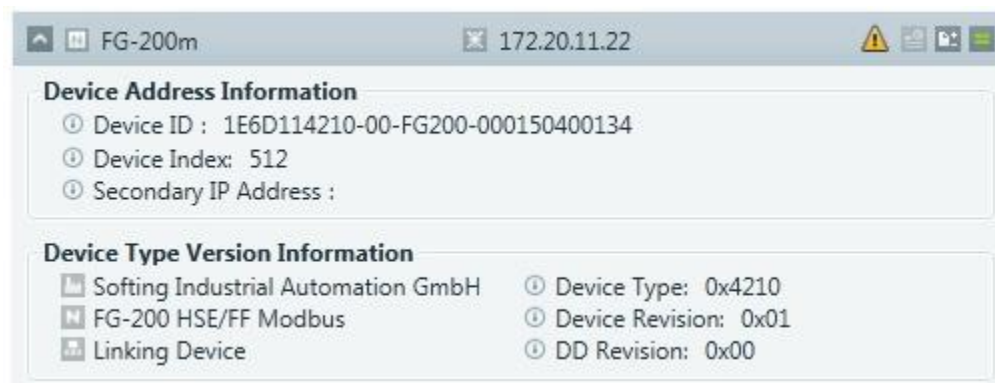 FG-200m 172.20.11.22
Device Address Information
Device ID : 1E6D114210-00-FG200-000150400134
Device Index: 512
Secondary IP Address :
Device Type Version Information
Softing Industrial Automation GmbH Device Type: 0x4210
FG-200 HSE/FF Modbus Device Revision: 0x01
Linking Device DD Revision: 0x00